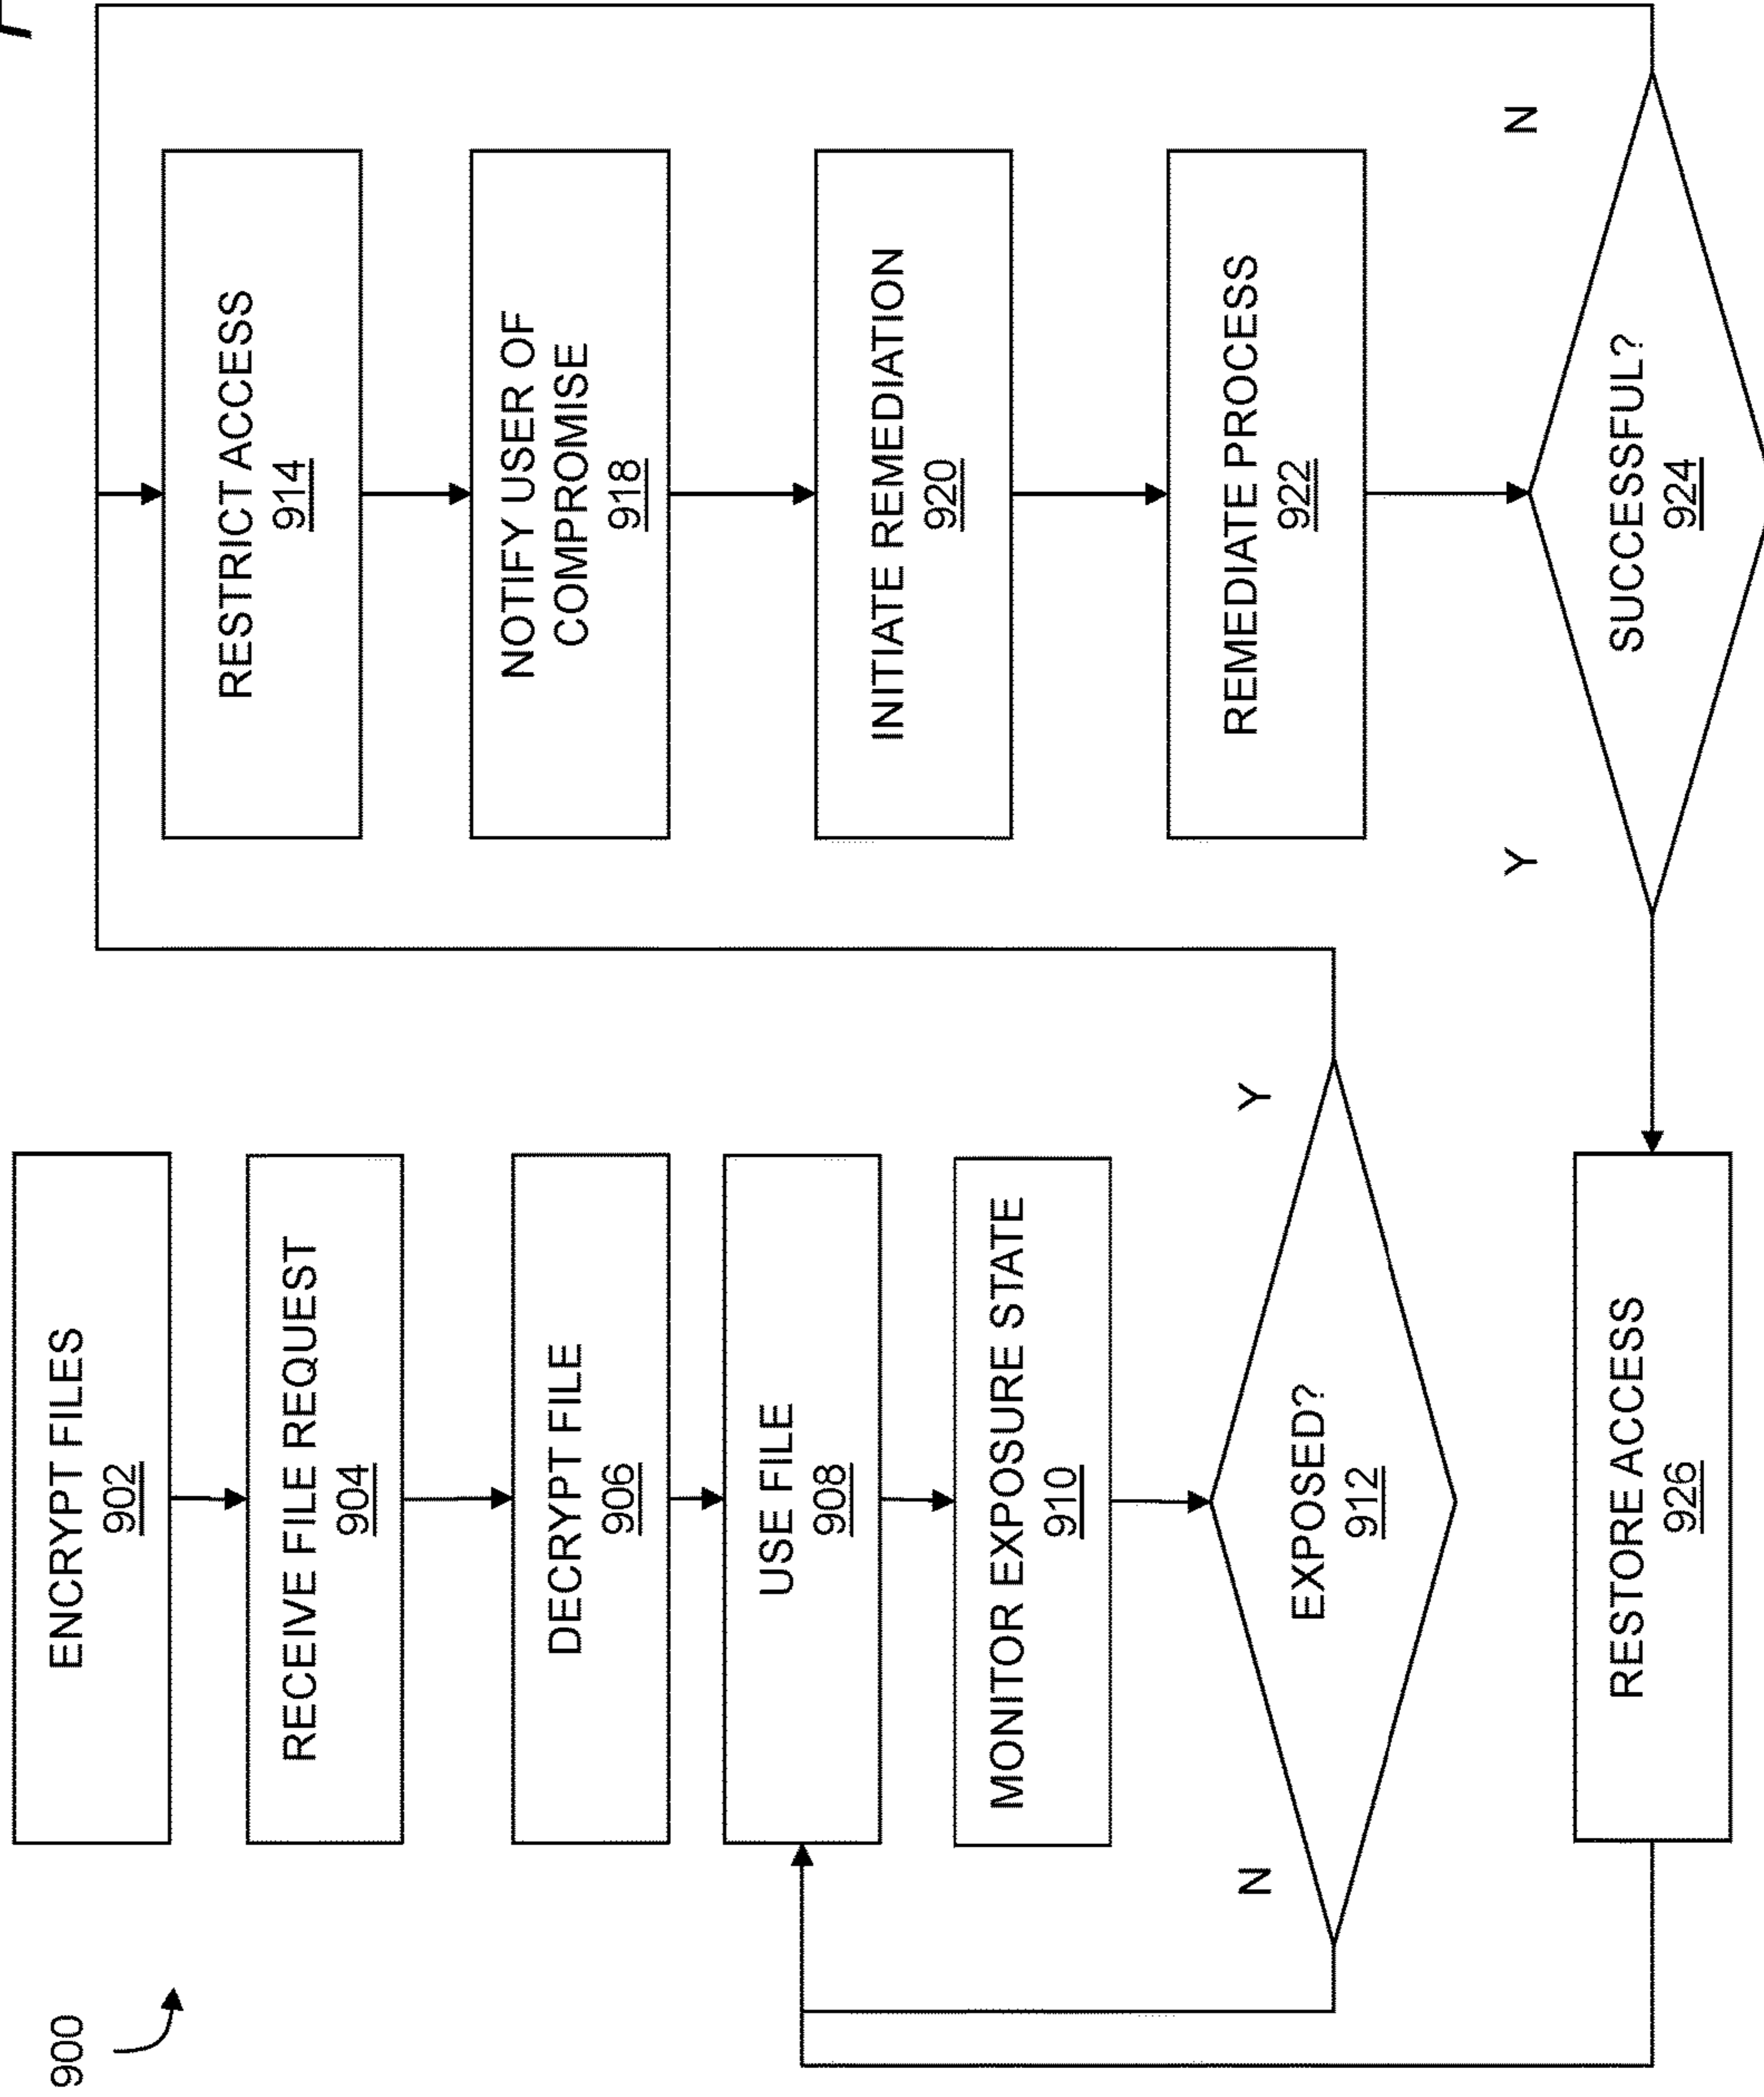 900
ENCRYPT FILES
902
RECEIVE FILE REQUEST
904
DECRYPT FILE
906
USE FILE
908
MONITOR EXPOSURE STATE
910
EXPOSED?
912
N
Y
RESTRICT ACCESS
914
NOTIFY USER OF
COMPROMISE
918
INITIATE REMEDIATION
920
REMEDIATE PROCESS
922
SUCCESSFUL?
924
Y
N
RESTORE ACCESS
926